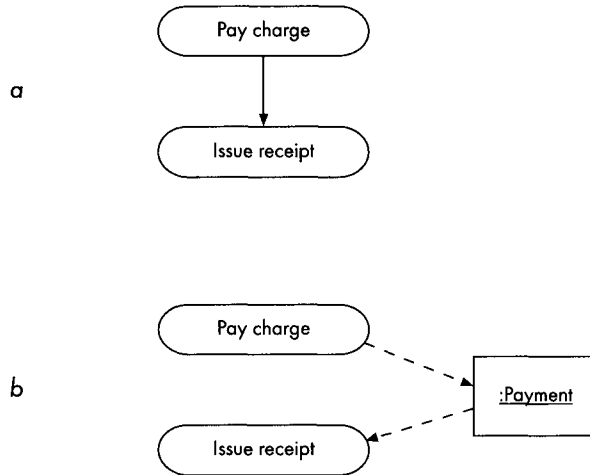 Pay charge
a
Issue receipt
Pay charge
:Payment
b
Issue receipt